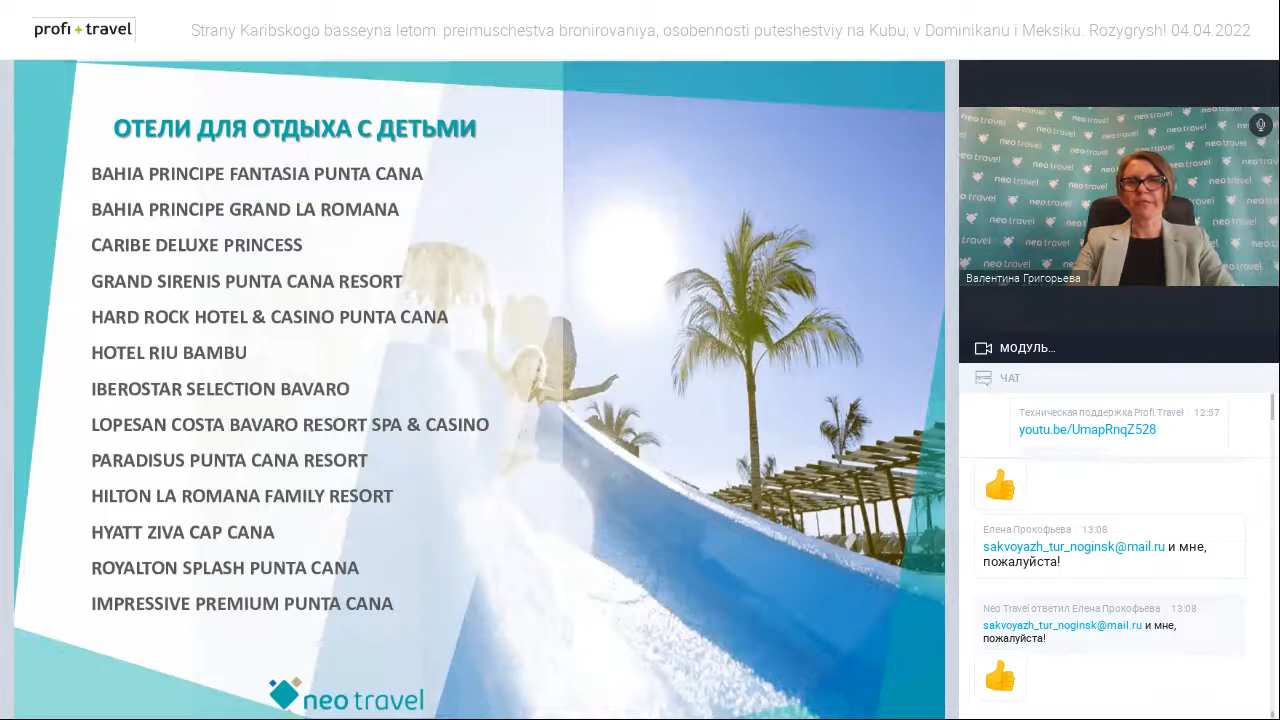 profi + travel
Strany Karibskogo basseyna letom: preimuschestva bronirovaniya, osobennosti puteshestviy na Kubu, v Dominikanu i Meksiku. Rozygrysh! 04.04.2022
ОТЕЛИ ДЛЯ ОТДЫХА С ДЕТЬМИ
BAHIA PRINCIPE FANTASIA PUNTA CANA
BAHIA PRINCIPE GRAND LA ROMANA
CARIBE DELUXE PRINCESS
GRAND SIRENIS PUNTA CANA RESORT
HARD ROCK HOTEL & CASINO PUNTA CANA
HOTEL RIU BAMBU
IBEROSTAR SELECTION BAVARO
LOPESAN COSTA BAVARO RESORT SPA & CASINO
PARADISUS PUNTA CANA RESORT
HILTON LA ROMANA FAMILY RESORT
HYATT ZIVA CAP CANA
ROYALTON SPLASH PUNTA CANA
IMPRESSIVE PREMIUM PUNTA CANA
neo travel
Валентина Григорьева
МОДУЛЬ...
ЧАТ
Техническая поддержка Profi.Travel 12:57
youtu.be/UmapRnqZ528
Елена Прокофьева 13:08
sakvoyazh_tur_noginsk@mail.ru и мне,
пожалуйста!
Neo Travel ответил Елена Прокофьева 13:08
sakvoyazh_tur_noginsk@mail.ru и мне,
пожалуйста!